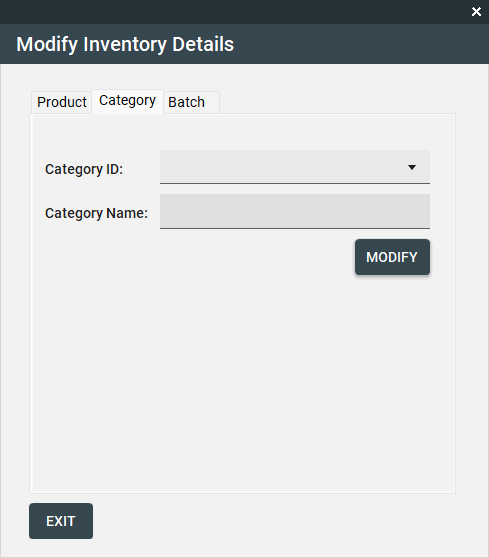 Modify Inventory Details
Product Category Batch
Category ID:
Category Name:
MODIFY
EXIT